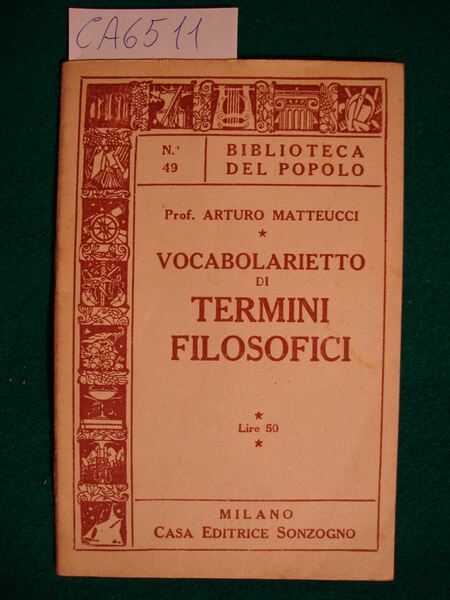 CA6511
N.° 49
BIBLIOTECA
DEL POPOLO
Prof. ARTURO MATTEUCCI
VOCABOLARIETTO
DI
TERMINI
FILOSOFICI
Lire 50
MILANO
CASA EDITRICE SONZOGNO